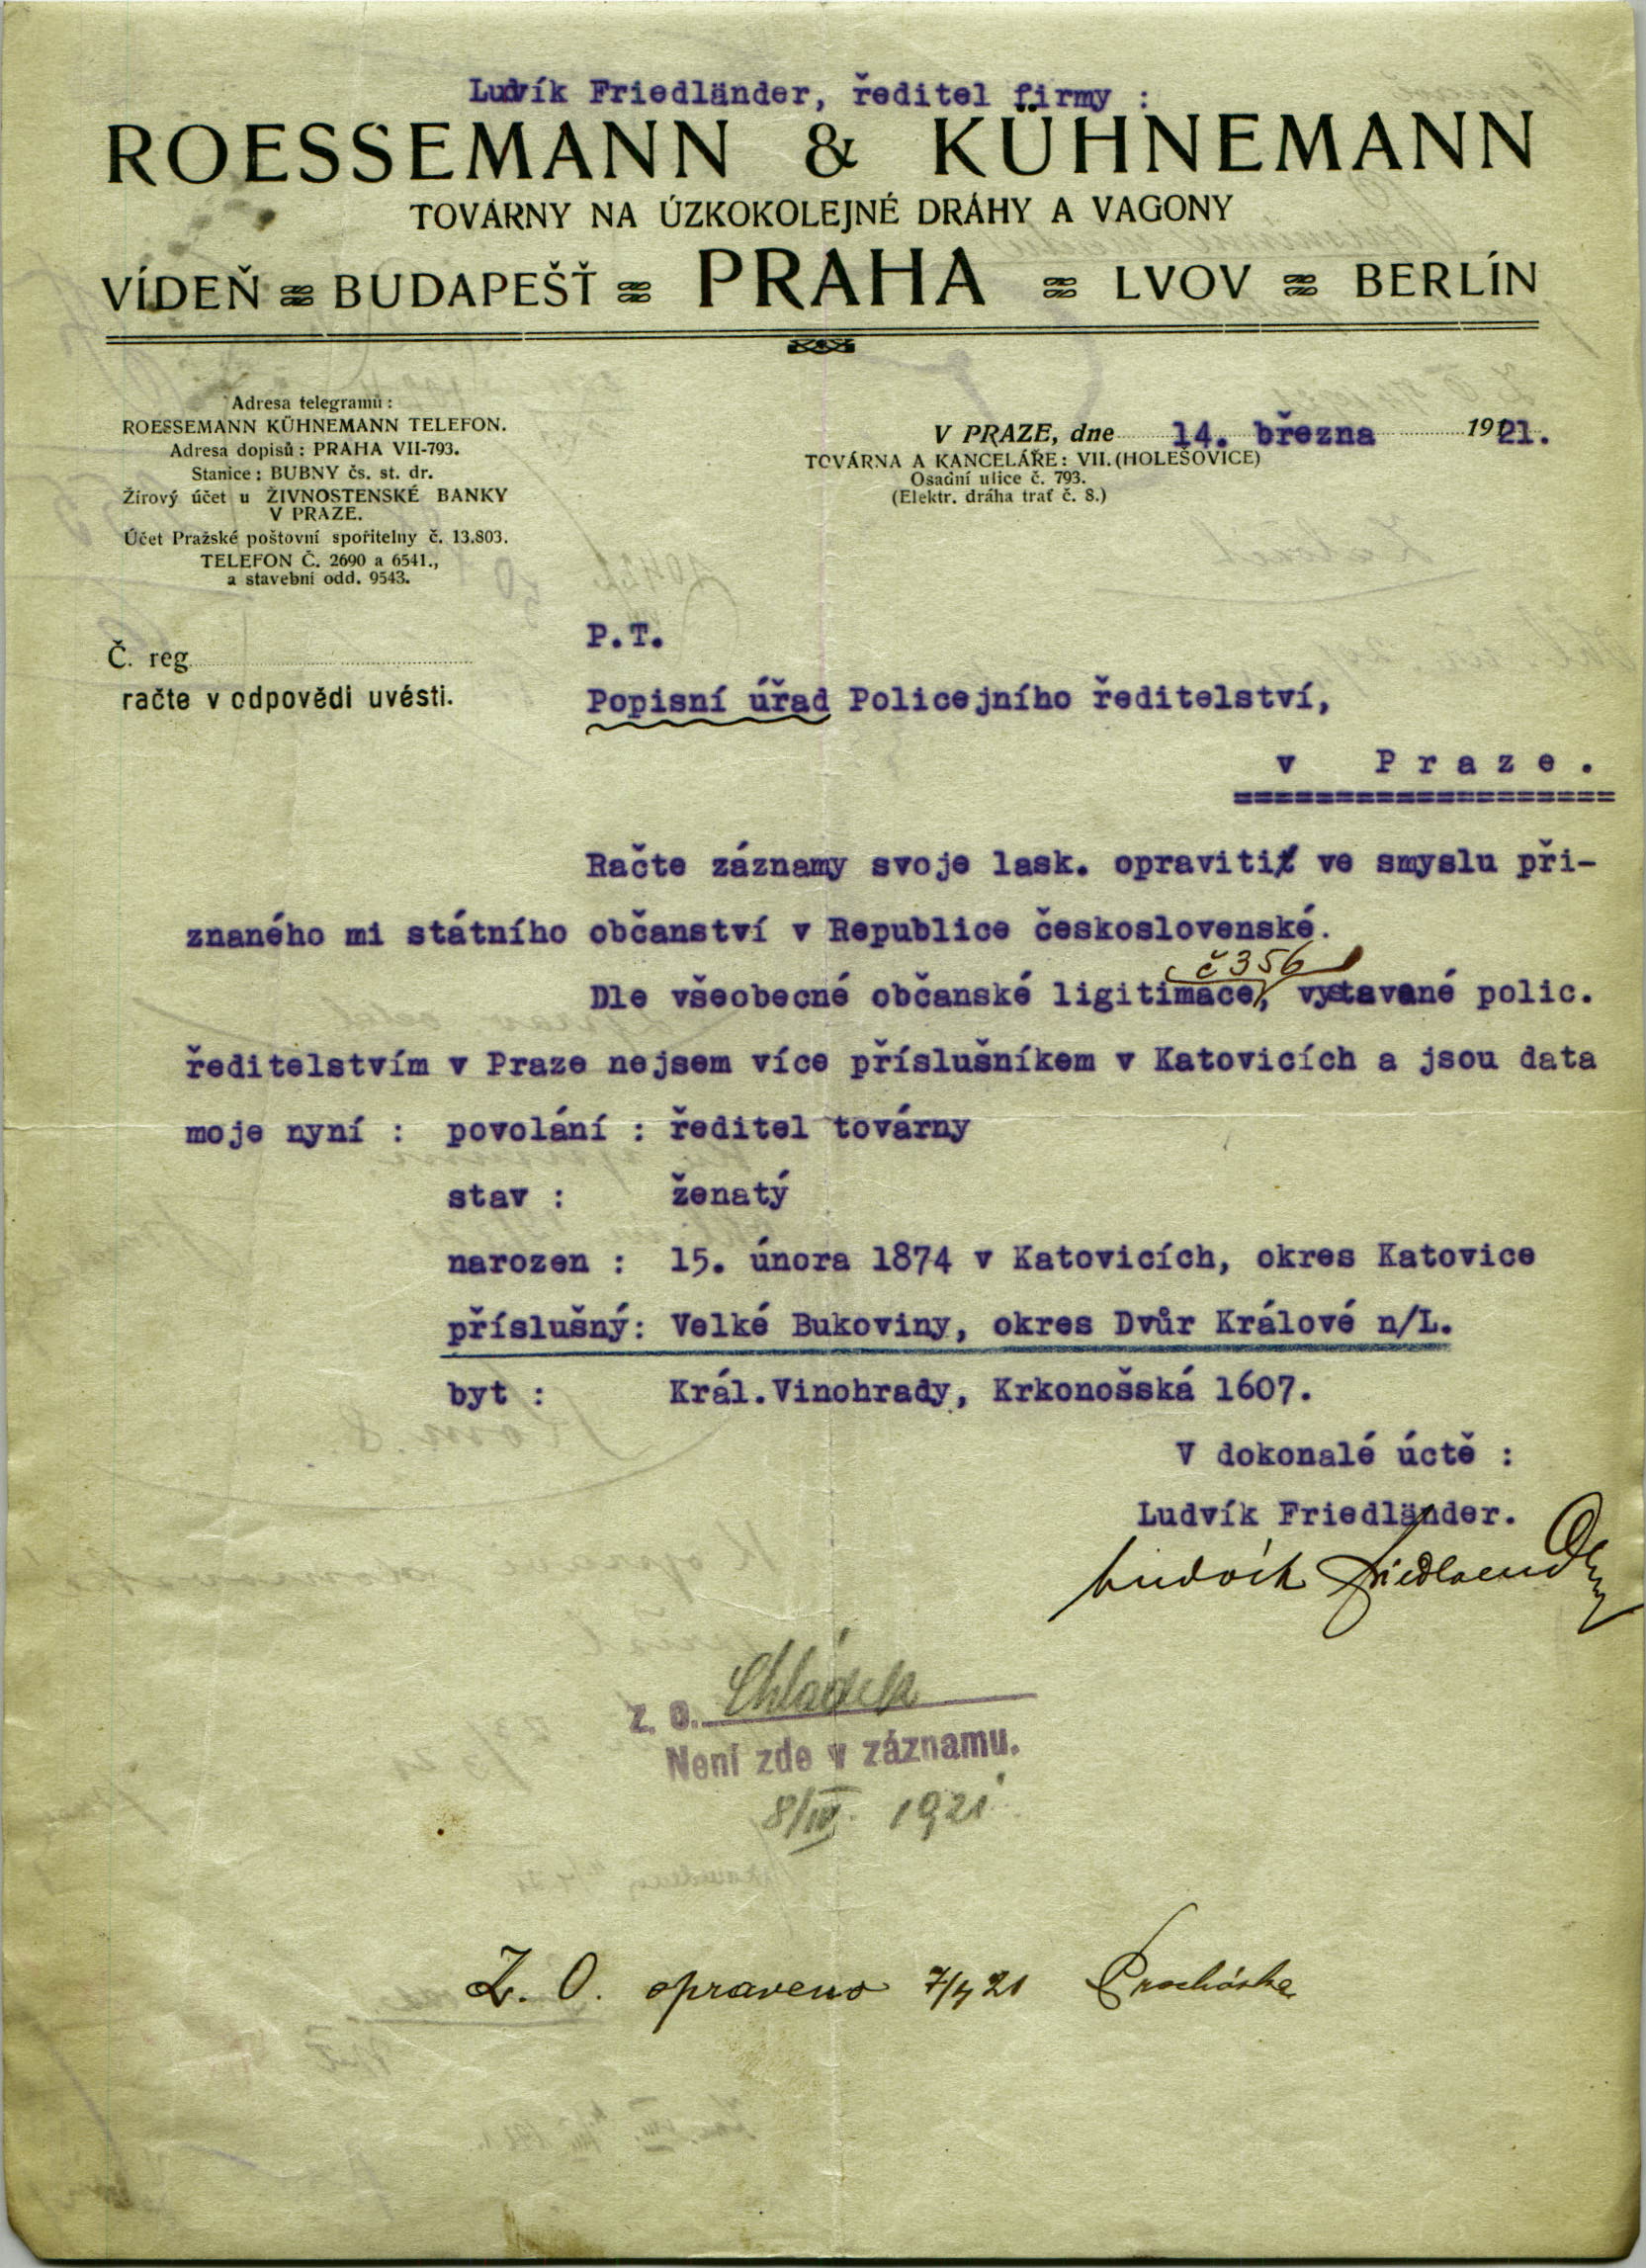 Ludvík Friedländer, ředitel firmy :
ROESSEMANN & KÜHNEMANN
TOVÁRNY NA ÚZKOKOLEJNÉ DRÁHY A VAGONY
VÍDEŇ BUDAPEŠŤ PRAHA LVOV BERLÍN
Adresa telegramů :
ROESSEMANN KÜHNEMANN TELEFON.
Adresa dopisů : PRAHA VII-793.
Stanice : BUBNY čs. st. dr.
Žirový účet u ŽIVNOSTENSKÉ BANKY
V PRAZE.
Účet Pražské poštovní spořitelny č. 13.803.
TELEFON Č. 2690 a 6541.,
a stavební odd. 9543.
V PRAZE, dne 14. března 1921.
TOVÁRNA A KANCELÁŘE: VII. (HOLEŠOVICE)
Osadní ulice č. 793.
(Elektr. dráha trať č. 8.)
Č. reg
račte v odpovědi uvésti.
P.T.
Popisní úřad Policejního ředitelství,
v Praze.
===================
Račte záznamy svoje lask. opraviti ve smyslu při-
znaného mi státního občanství v Republice československé.
č 356
Dle všeobecné občanské ligitimace, vystavené polic.
ředitelstvím v Praze nejsem více příslušníkem v Katovicích a jsou data
moje nyní : povolání : ředitel továrny
stav : ženatý
narozen : 15. února 1874 v Katovicích, okres Katovice
příslušný: Velké Bukoviny, okres Dvůr Králové n/L.
byt : Král.Vinohrady, Krkonošská 1607.
V dokonalé úctě :
Ludvík Friedländer.
Ludvík Friedlaender
z. o. Chládek
Není zde v záznamu.
8/IV. 1921
Z. O. opraveno 7/4 21 Procházka